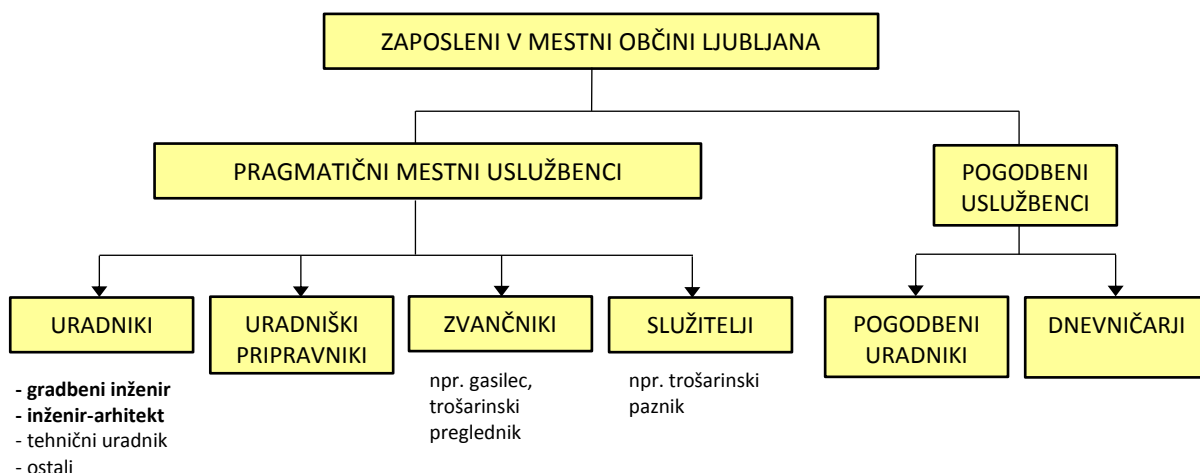 ZAPOSLENI V MESTNI OBČINI LJUBLJANA
PRAGMATIČNI MESTNI USLUŽBENCI
POGODBENI
USLUŽBENCI
URADNIKI
URADNIŠKI
PRIPRAVNIKI
ZVANČNIKI
SLUŽITELJI
POGODBENI
URADNIKI
DNEVNIČARJI
- gradbeni inženir
- inženir-arhitekt
- tehnični uradnik
- ostali
npr. gasilec,
trošarinski
preglednik
npr. trošarinski
paznik